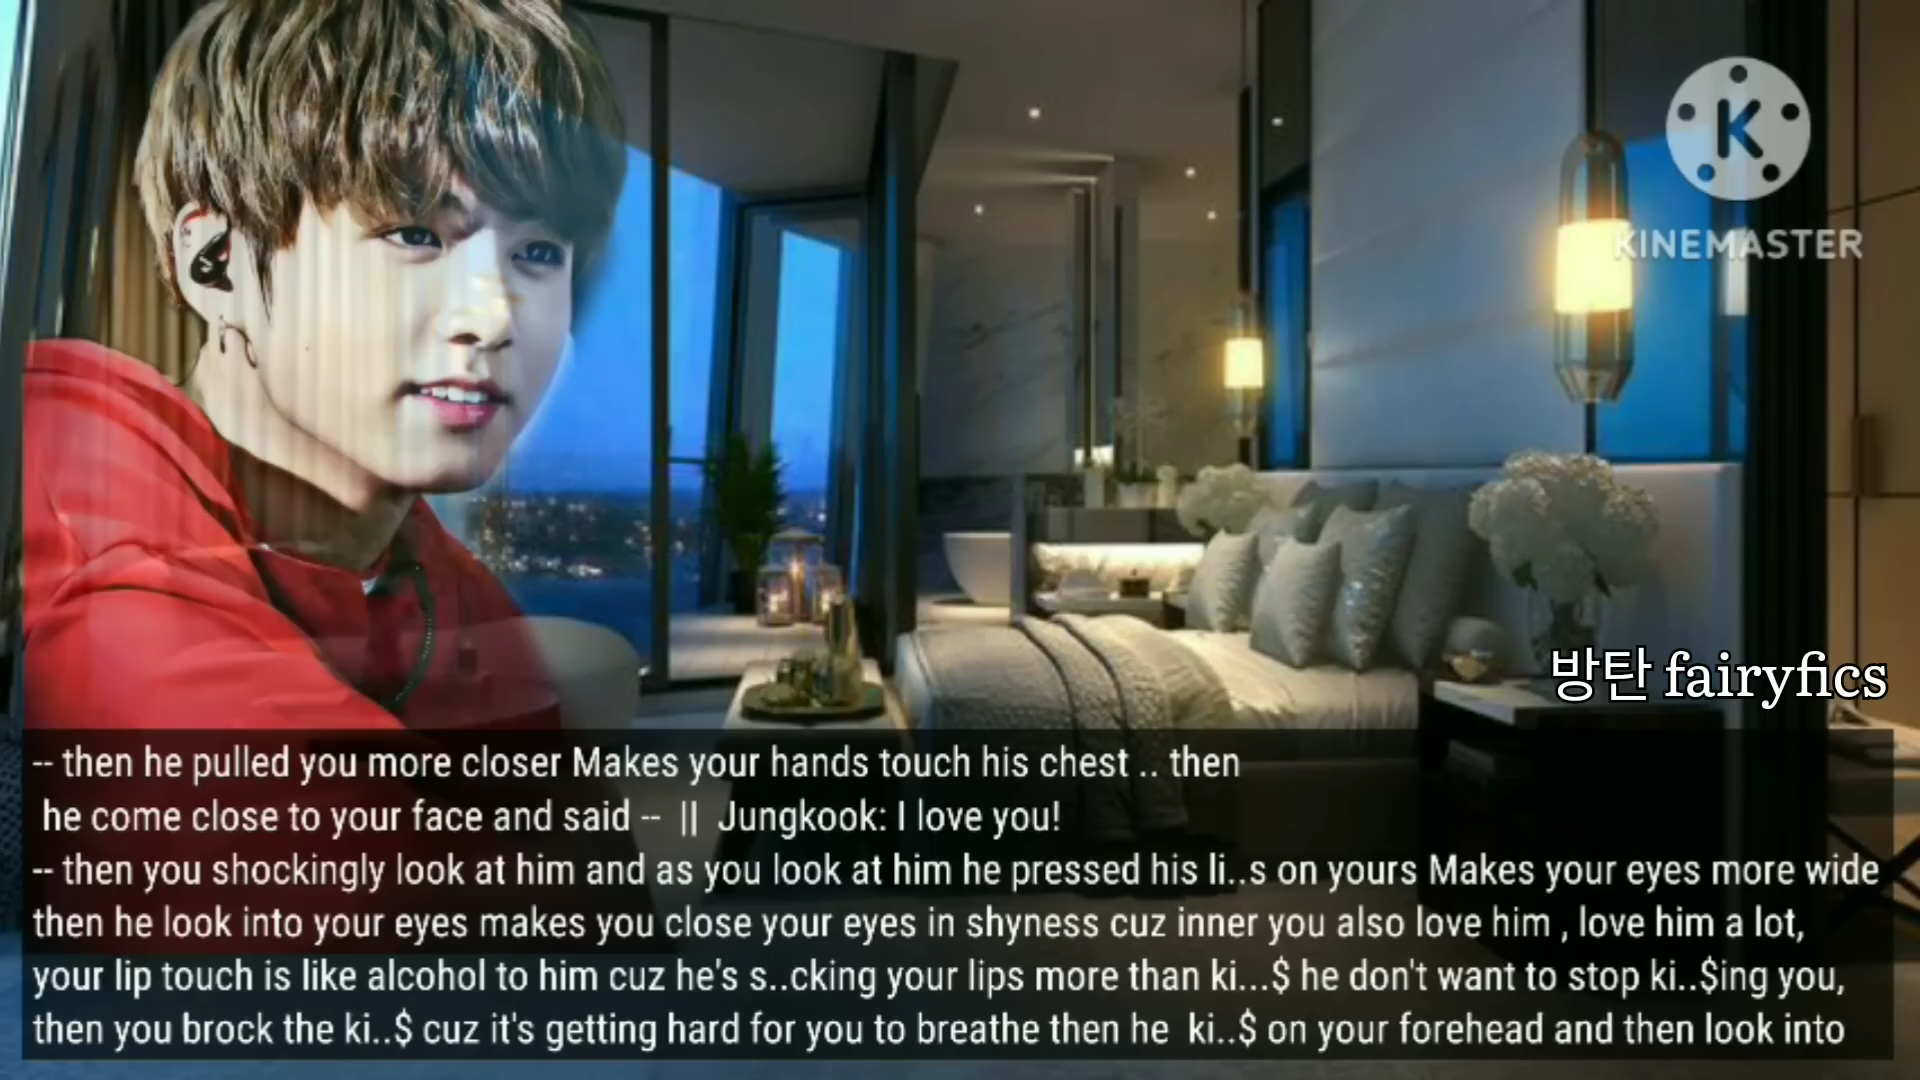 K
KINEMASTER
방탄 fairyfics
-- then he pulled you more closer Makes your hands touch his chest .. then
he come close to your face and said -- || Jungkook: I love you!
-- then you shockingly look at him and as you look at him he pressed his li..s on yours Makes your eyes more wide
then he look into your eyes makes you close your eyes in shyness cuz inner you also love him , love him a lot,
your lip touch is like alcohol to him cuz he's s..cking your lips more than ki...$ he don't want to stop ki..$ing you,
then you brock the ki..$ cuz it's getting hard for you to breathe then he ki..$ on your forehead and then look into